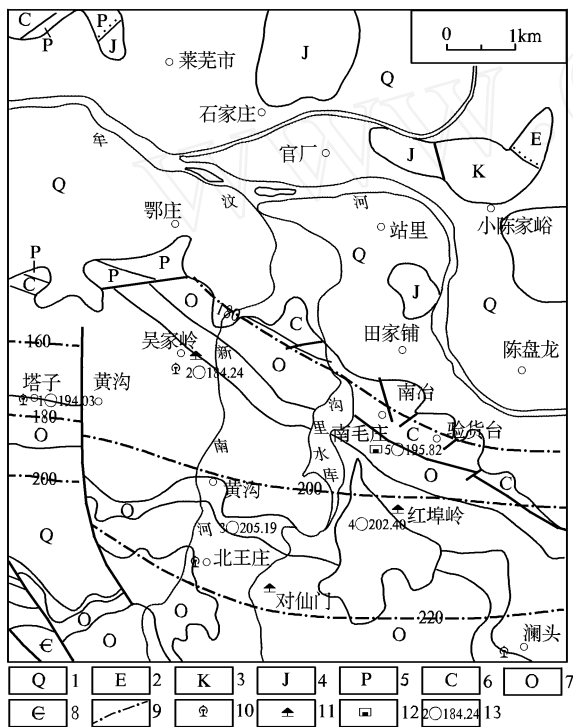 C
P
P
J
莱芜市
J
0 1km
Q
石家庄
牟
官厂
J
K
E
Q
鄂庄
汶
河
站里
小陈家峪
Q
P
C
P
P
O
180
C
J
Q
160
吴家岭
新
O
田家铺
陈盘龙
2○184.24
塔子
黄沟
1○194.03
沟
南冶
180
南
里
南毛庄
C
验货台
O
水
5○195.82
200
库
O
C
黄沟
200
Q
红埠岭
Q
河
3○205.19
4○202.40
北王庄
对仙门
O
O
O
220
O
Є
O
O
澜头
Q 1 E 2 K 3 J 4 P 5 C 6 O 7
Є 8 9 10 11 12 2○184.24 13